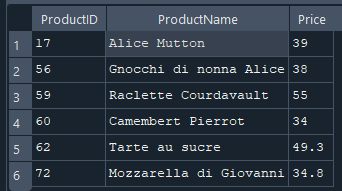 ProductID ProductName Price
1 17 Alice Mutton 39
2 56 Gnocchi di nonna Alice 38
3 59 Raclette Courdavault 55
4 60 Camembert Pierrot 34
5 62 Tarte au sucre 49.3
6 72 Mozzarella di Giovanni 34.8